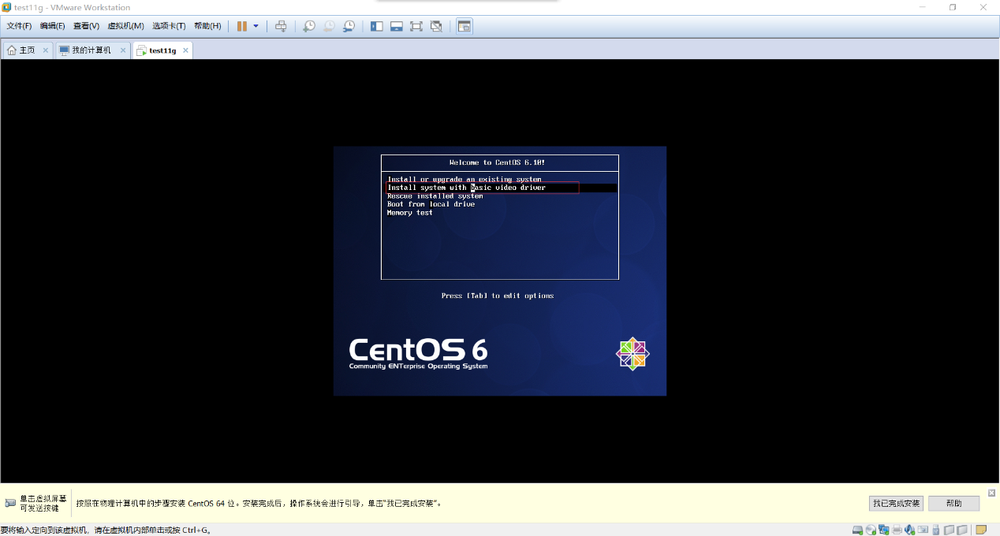 test11g - VMware Workstation
文件(F) 编辑(E) 查看(V) 虚拟机(M) 选项卡(T) 帮助(H)
主页 我的计算机 test11g
Welcome to CentOS 6.10!
Install or upgrade an existing system
Install system with basic video driver
Rescue installed system
Boot from local drive
Memory test
Press [Tab] to edit options
CentOS 6
Community ENTerprise Operating System
单击虚拟屏幕
可发送按键
按照在物理计算机中的步骤安装 CentOS 64 位。安装完成后，操作系统会进行引导，单击“我已完成安装”。
我已完成安装 帮助
要将输入定向到该虚拟机，请在虚拟机内部单击或按 Ctrl+G。